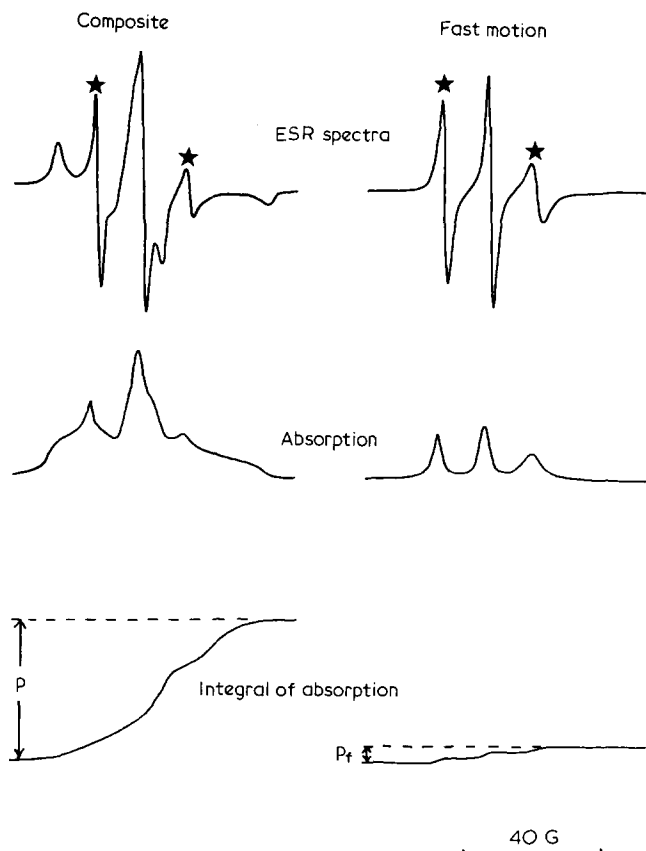 Composite
Fast motion
ESR spectra
Absorption
P
Integral of absorption
Pf
40 G